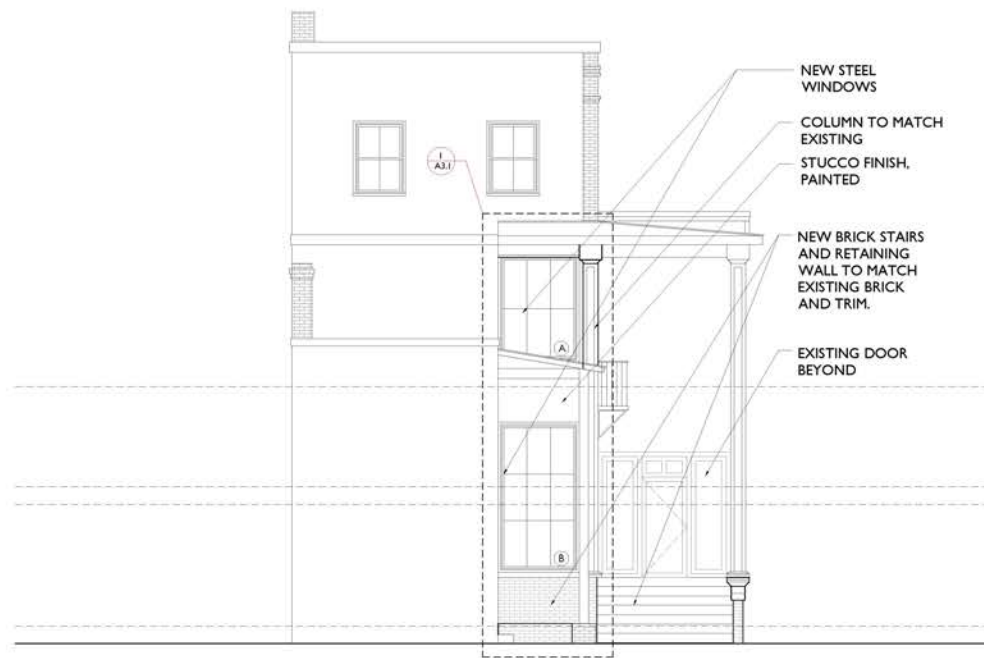 NEW STEEL
WINDOWS
COLUMN TO MATCH
EXISTING
STUCCO FINISH,
PAINTED
1
A3.1
NEW BRICK STAIRS
AND RETAINING
WALL TO MATCH
EXISTING BRICK
AND TRIM.
A
EXISTING DOOR
BEYOND
B